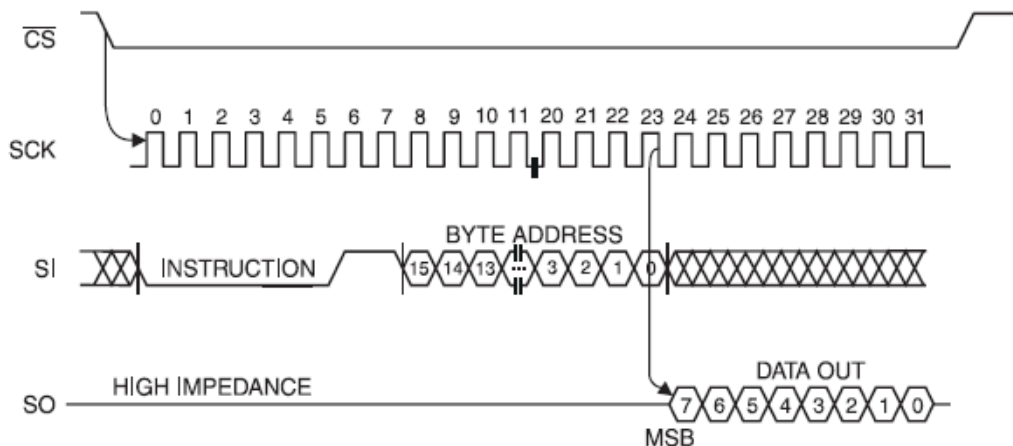 CS
0 1 2 3 4 5 6 7 8 9 10 11 20 21 22 23 24 25 26 27 28 29 30 31
SCK
BYTE ADDRESS
SI INSTRUCTION 15 14 13 ... 3 2 1 0
HIGH IMPEDANCE
DATA OUT
SO 7 6 5 4 3 2 1 0
MSB